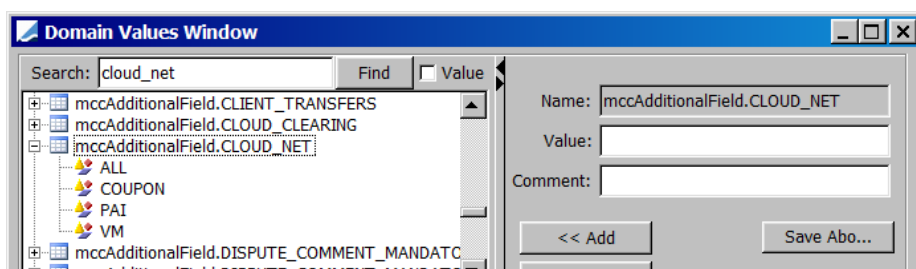 Domain Values Window
Search: cloud_net Find Value
mccAdditionalField.CLIENT_TRANSFERS
mccAdditionalField.CLOUD_CLEARING
mccAdditionalField.CLOUD_NET
ALL
COUPON
PAI
VM
mccAdditionalField.DISPUTE_COMMENT_MANDATO
Name: mccAdditionalField.CLOUD_NET
Value:
Comment:
<< Add Save Abo...